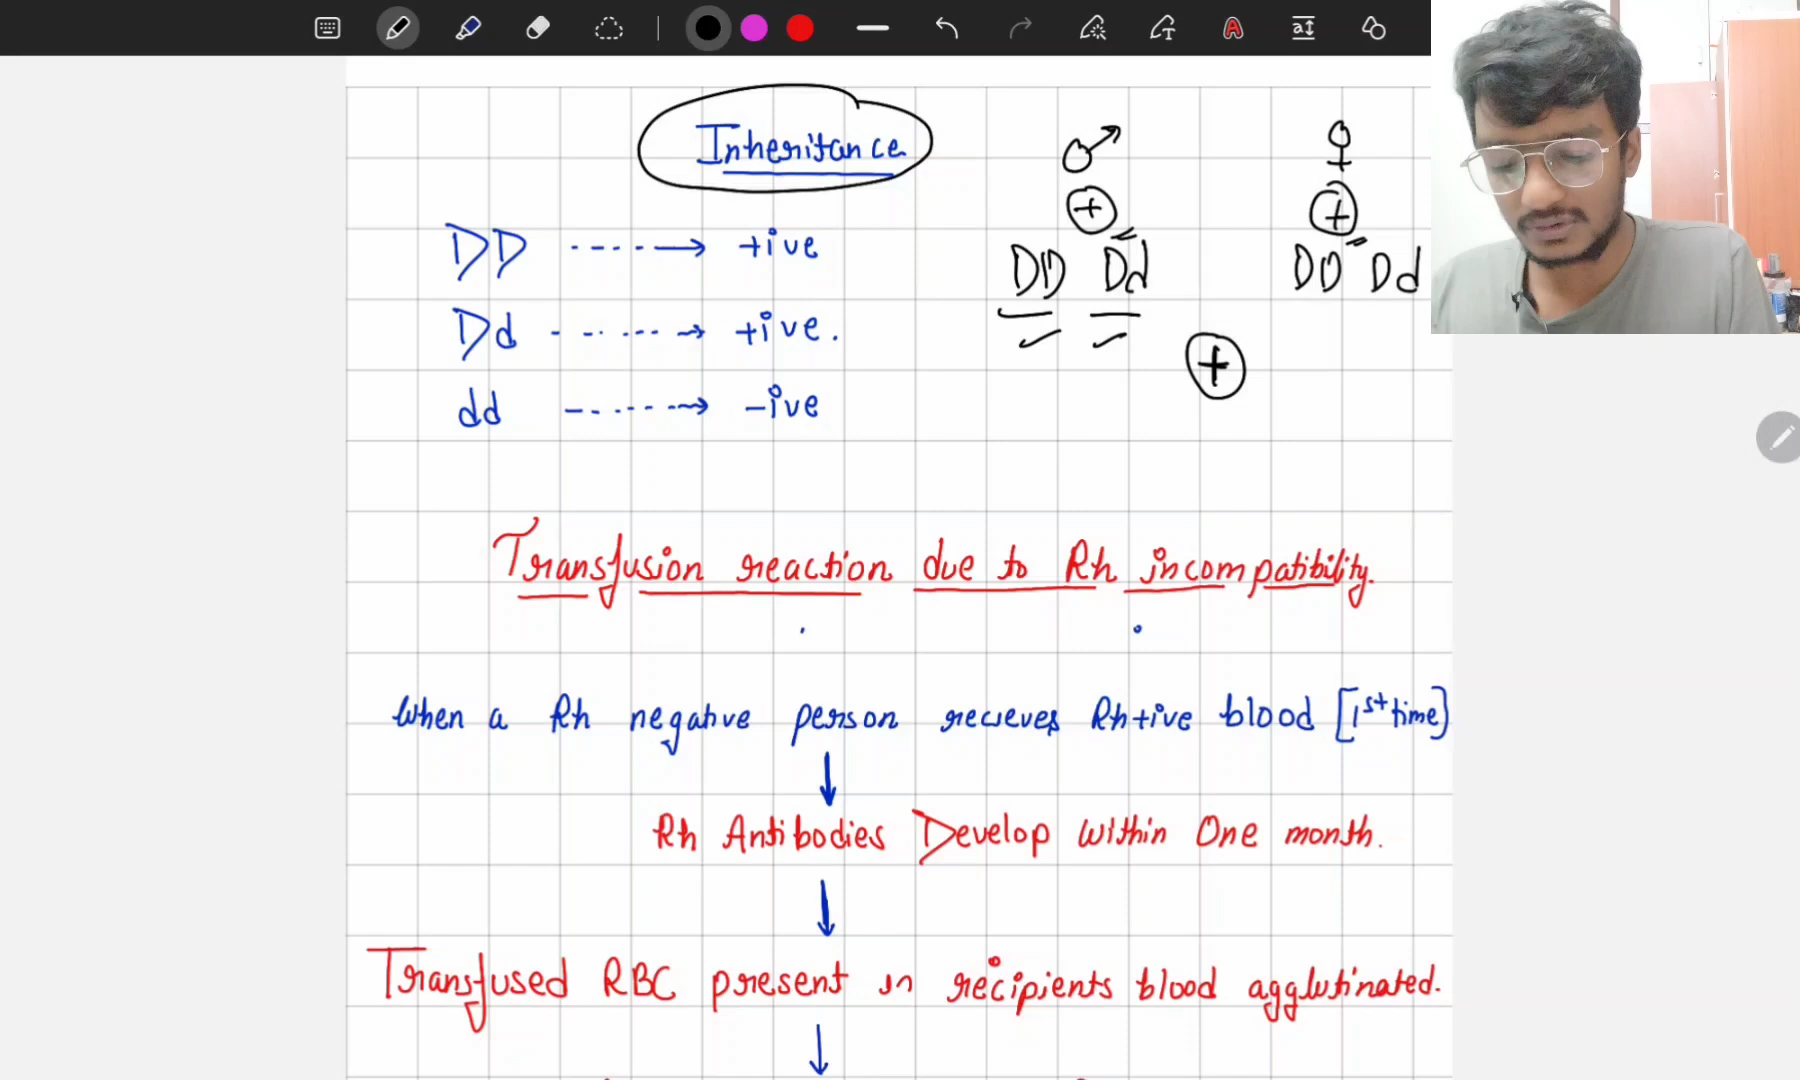 Inheritance
DD -----> +ive
Dd -----> +ive.
dd -----> -ive
♂ ♀
+ +
DD Dd DD Dd
+
Transfusion reaction due to Rh incompatibility.
When a Rh negative person recieves Rh+ive blood [1st time]
↓
Rh Antibodies Develop within One month.
↓
Transfused RBC present in recipients blood agglutinated.
↓